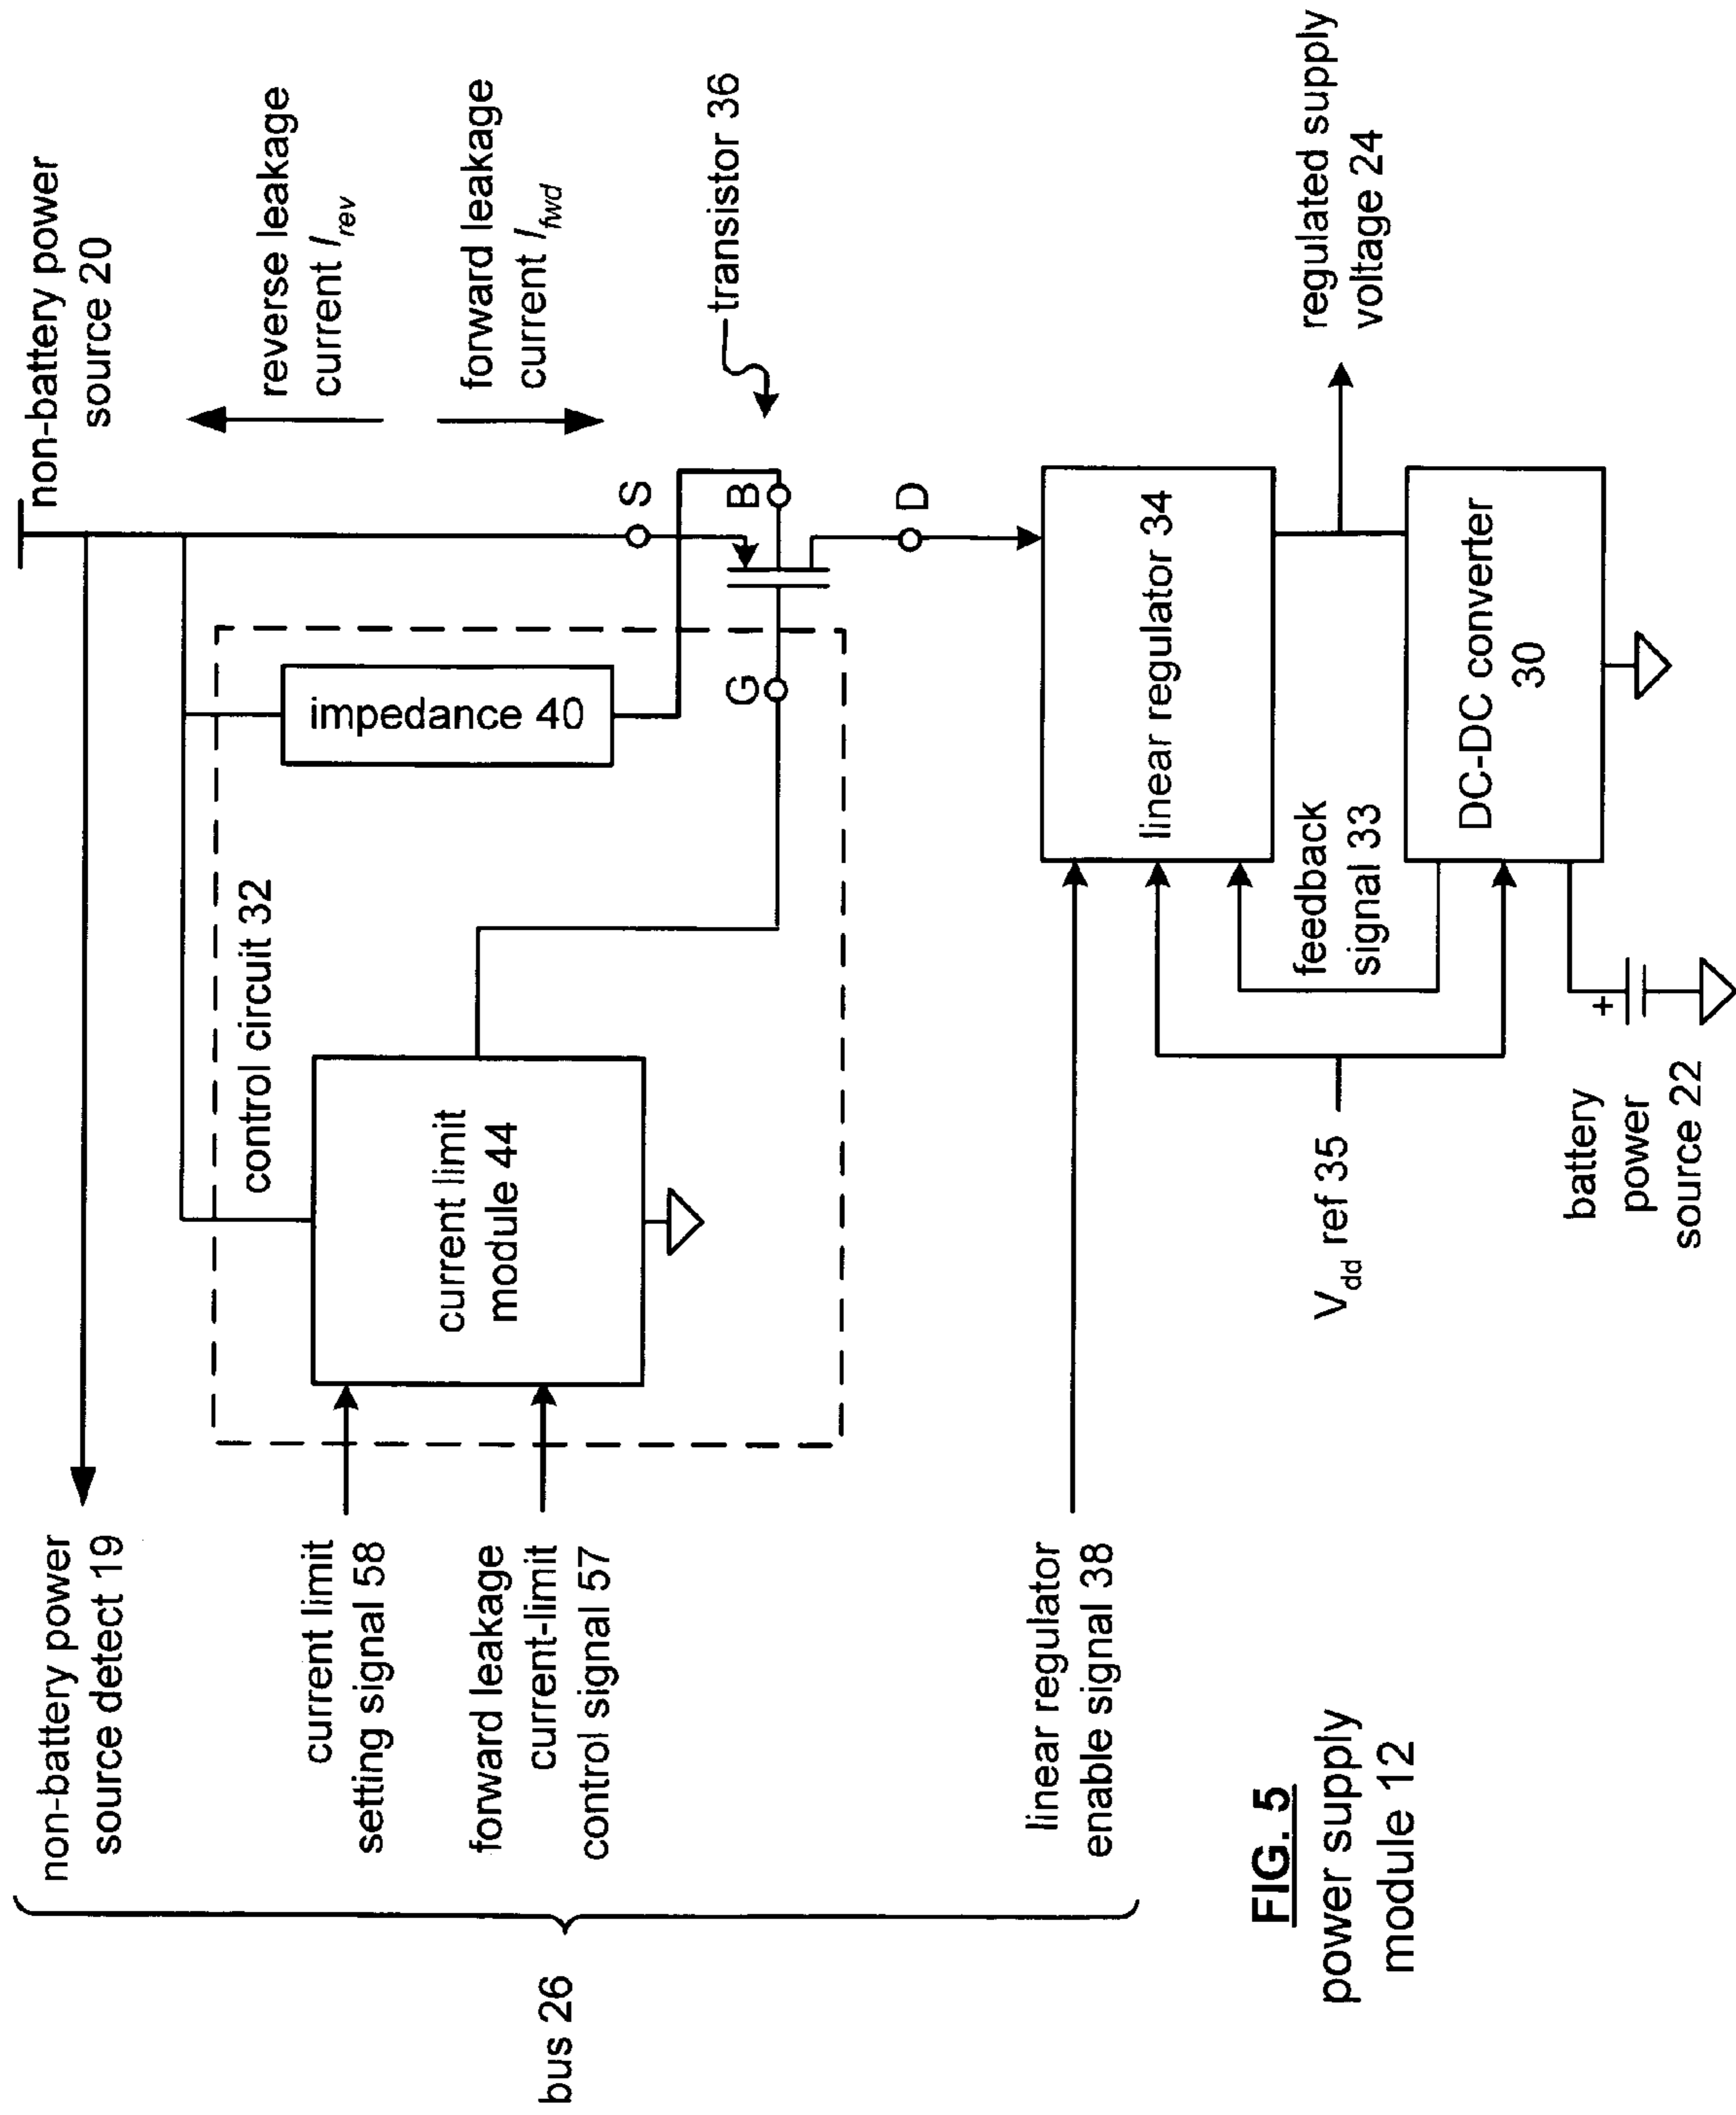 non-battery power
source 20
non-battery power
source detect 19
reverse leakage
current Irev
forward leakage
current Ifwd
control circuit 32
impedance 40
current limit
module 44
current limit
setting signal 58
forward leakage
current-limit
control signal 57
S
B
G
D
transistor 36
bus 26
linear regulator
enable signal 38
linear regulator 34
feedback
signal 33
Vdd ref 35
regulated supply
voltage 24
DC-DC converter
30
+
battery
power
source 22
FIG. 5
power supply
module 12